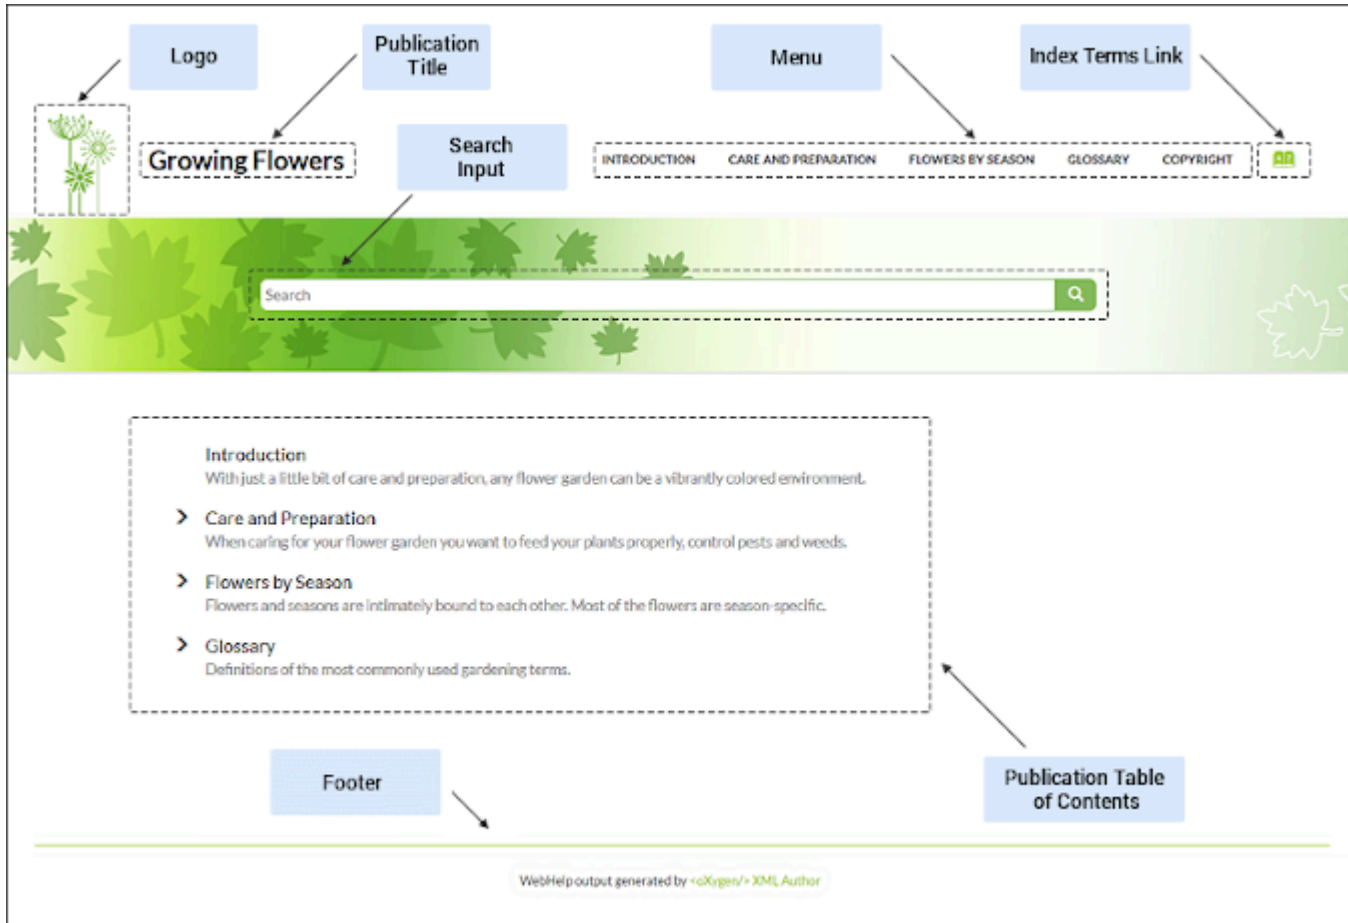 Logo
Publication
Title
Menu
Index Terms Link
Growing Flowers
Search
Input
INTRODUCTION CARE AND PREPARATION FLOWERS BY SEASON GLOSSARY COPYRIGHT
Search
Introduction
With just a little bit of care and preparation, any flower garden can be a vibrantly colored environment.
Care and Preparation
When caring for your flower garden you want to feed your plants properly, control pests and weeds.
Flowers by Season
Flowers and seasons are intimately bound to each other. Most of the flowers are season-specific.
Glossary
Definitions of the most commonly used gardening terms.
Footer
Publication Table
of Contents
WebHelp output generated by <oXygen/> XML Author